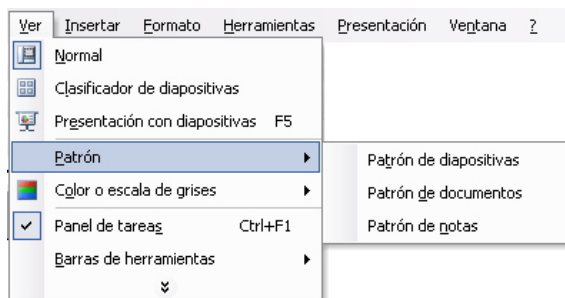 Ver Insertar Formato Herramientas Presentación Ventana ?
Normal
Clasificador de diapositivas
Presentación con diapositivas F5
Patrón
Patrón de diapositivas
Color o escala de grises
Patrón de documentos
Panel de tareas Ctrl+F1
Patrón de notas
Barras de herramientas